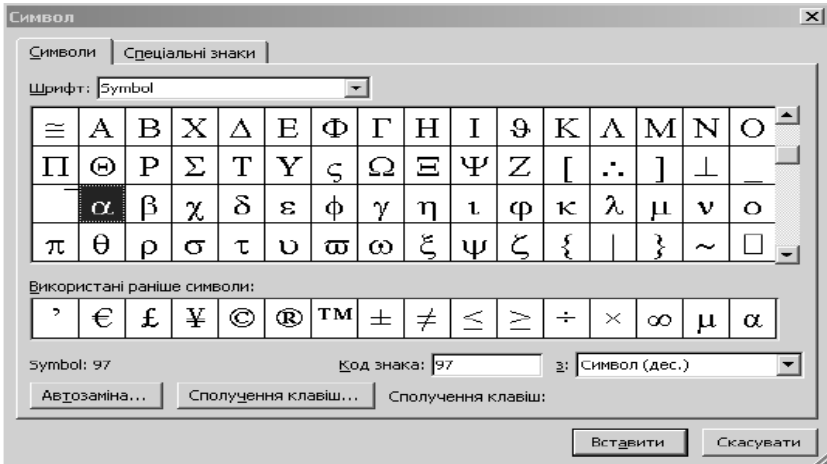 Символ
Символи Спеціальні знаки
Шрифт: Symbol
≅ Α Β Χ Δ Ε Φ Γ Η Ι ϑ Κ Λ Μ Ν Ο
Π Θ Ρ Σ Τ Υ ς Ω Ξ Ψ Ζ [ ∴ ] ⊥ _
‾ α β χ δ ε ϕ γ η ι φ κ λ μ ν ο
π θ ρ σ τ υ ϖ ω ξ ψ ζ { | } ~ □
Використані раніше символи:
’ € £ ¥ © ® ™ ± ≠ ≤ ≥ ÷ × ∞ µ α
Symbol: 97 Код знака: 97 з: Символ (дес.)
Автозаміна... Сполучення клавіш... Сполучення клавіш:
Вставити Скасувати